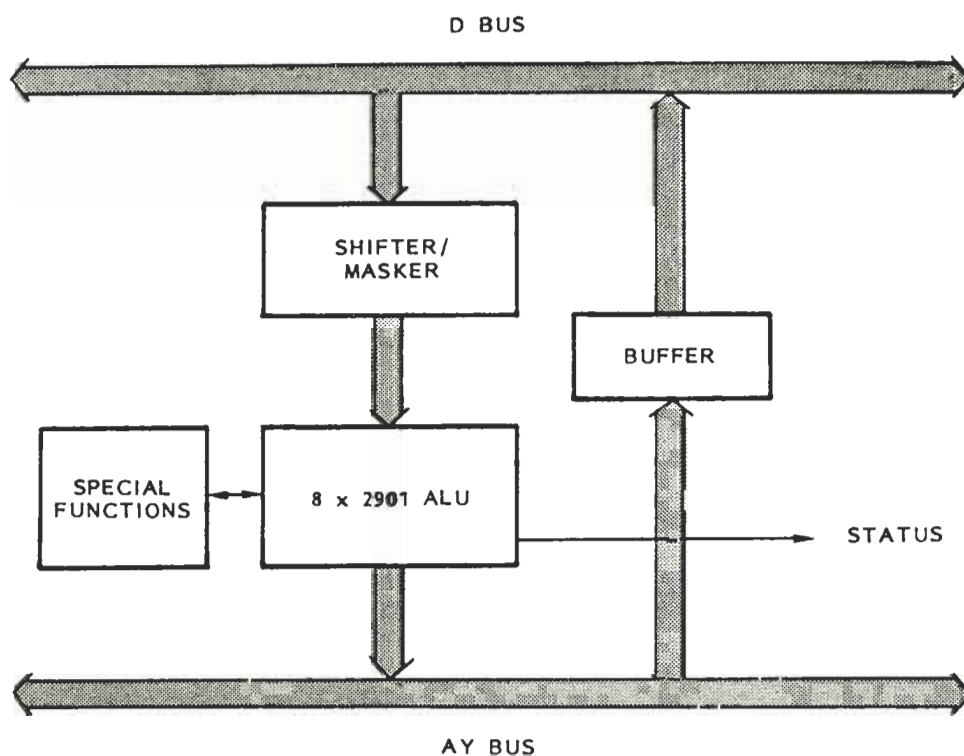 D BUS
SHIFTER/
MASKER
BUFFER
SPECIAL
FUNCTIONS
8 x 2901 ALU
STATUS
AY BUS